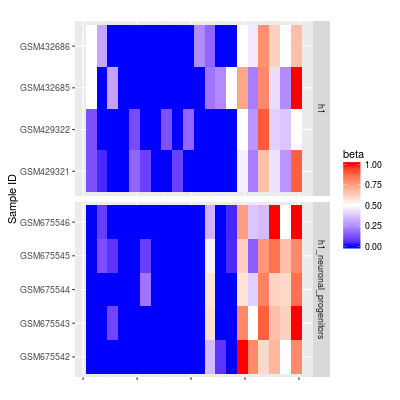 GSM432686
GSM432685
GSM429322
GSM429321
GSM675546
GSM675545
GSM675544
GSM675543
GSM675542
Sample ID
h1
h1_neuronal_progenitors
beta
1.00
0.75
0.50
0.25
0.00